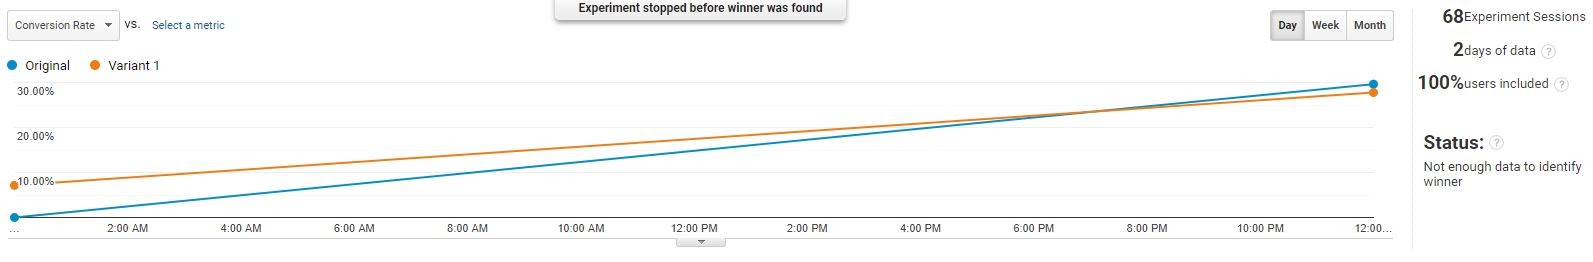 Experiment stopped before winner was found
Conversion Rate vs. Select a metric
Day Week Month
Original Variant 1
30.00%
20.00%
10.00%
... 2:00 AM 4:00 AM 6:00 AM 8:00 AM 10:00 AM 12:00 PM 2:00 PM 4:00 PM 6:00 PM 8:00 PM 10:00 PM 12:00...
68 Experiment Sessions
2 days of data ?
100% users included ?
Status: ?
Not enough data to identify
winner